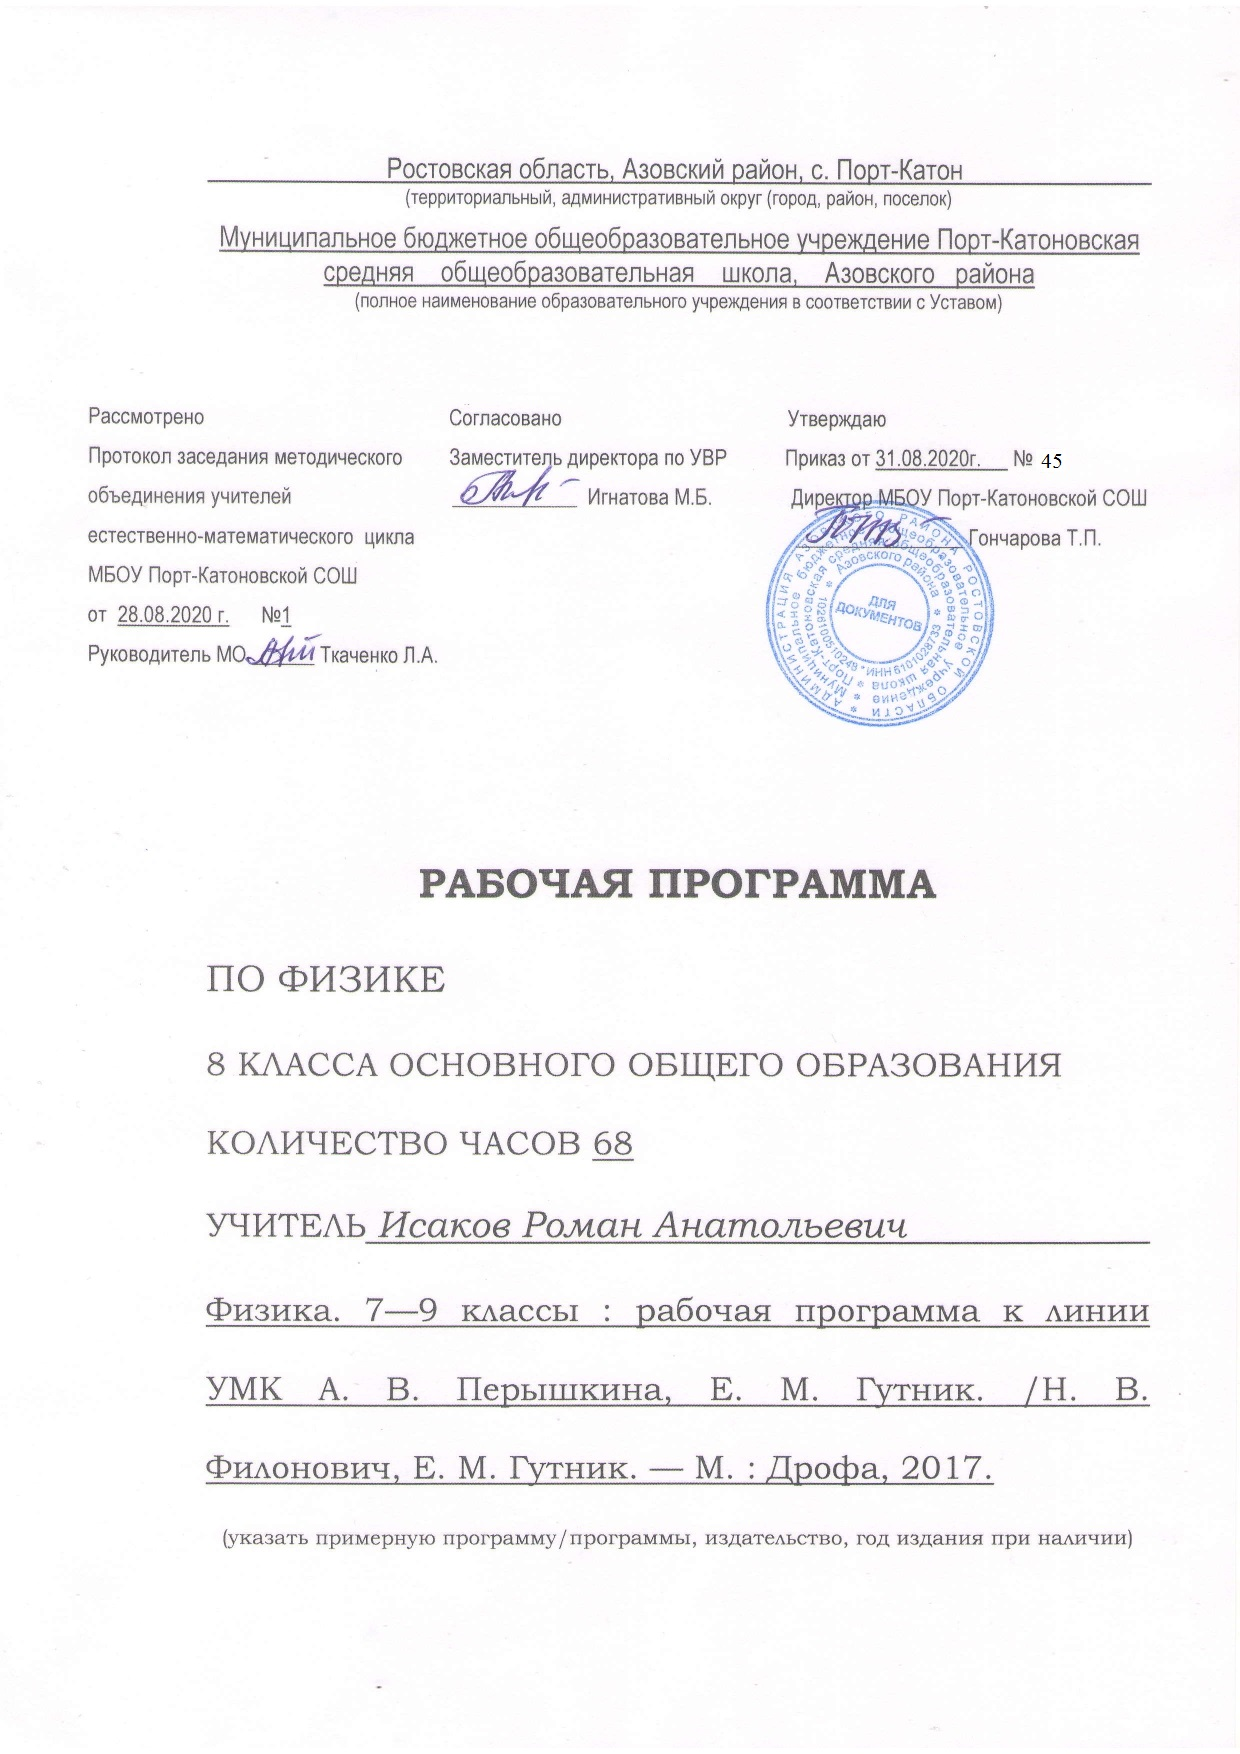 Ростовская область, Азовский район, с. Порт-Катон
(территориальный, административный округ (город, район, поселок)
Муниципальное бюджетное общеобразовательное учреждение Порт-Катоновская
средняя общеобразовательная школа, Азовского района
(полное наименование образовательного учреждения в соответствии с Уставом)
Рассмотрено
Протокол заседания методического
объединения учителей
естественно-математического цикла
МБОУ Порт-Катоновской СОШ
от 28.08.2020 г. №1
Руководитель МО Ткаченко Л.А.
Согласовано
Заместитель директора по УВР
Игнатова М.Б.
Утверждаю
Приказ от 31.08.2020г. № 45
Директор МБОУ Порт-Катоновской СОШ
Гончарова Т.П.
ДЛЯ
ДОКУМЕНТОВ
РАБОЧАЯ ПРОГРАММА
ПО ФИЗИКЕ
8 КЛАССА ОСНОВНОГО ОБЩЕГО ОБРАЗОВАНИЯ
КОЛИЧЕСТВО ЧАСОВ 68
УЧИТЕЛЬ Исаков Роман Анатольевич
Физика. 7—9 классы : рабочая программа к линии
УМК А. В. Перышкина, Е. М. Гутник. /Н. В.
Филонович, Е. М. Гутник. — М. : Дрофа, 2017.
(указать примерную программу/программы, издательство, год издания при наличии)